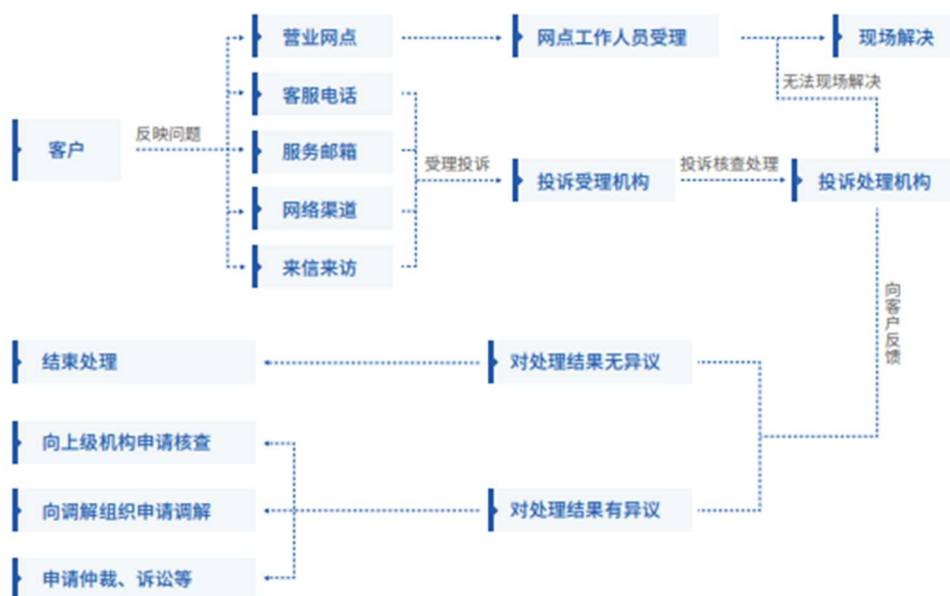 营业网点
网点工作人员受理
现场解决
无法现场解决
客服电话
客户
反映问题
服务邮箱
受理投诉
投诉受理机构
投诉核查处理
投诉处理机构
网络渠道
来信来访
向客户反馈
结束处理
对处理结果无异议
向上级机构申请核查
向调解组织申请调解
对处理结果有异议
申请仲裁、诉讼等